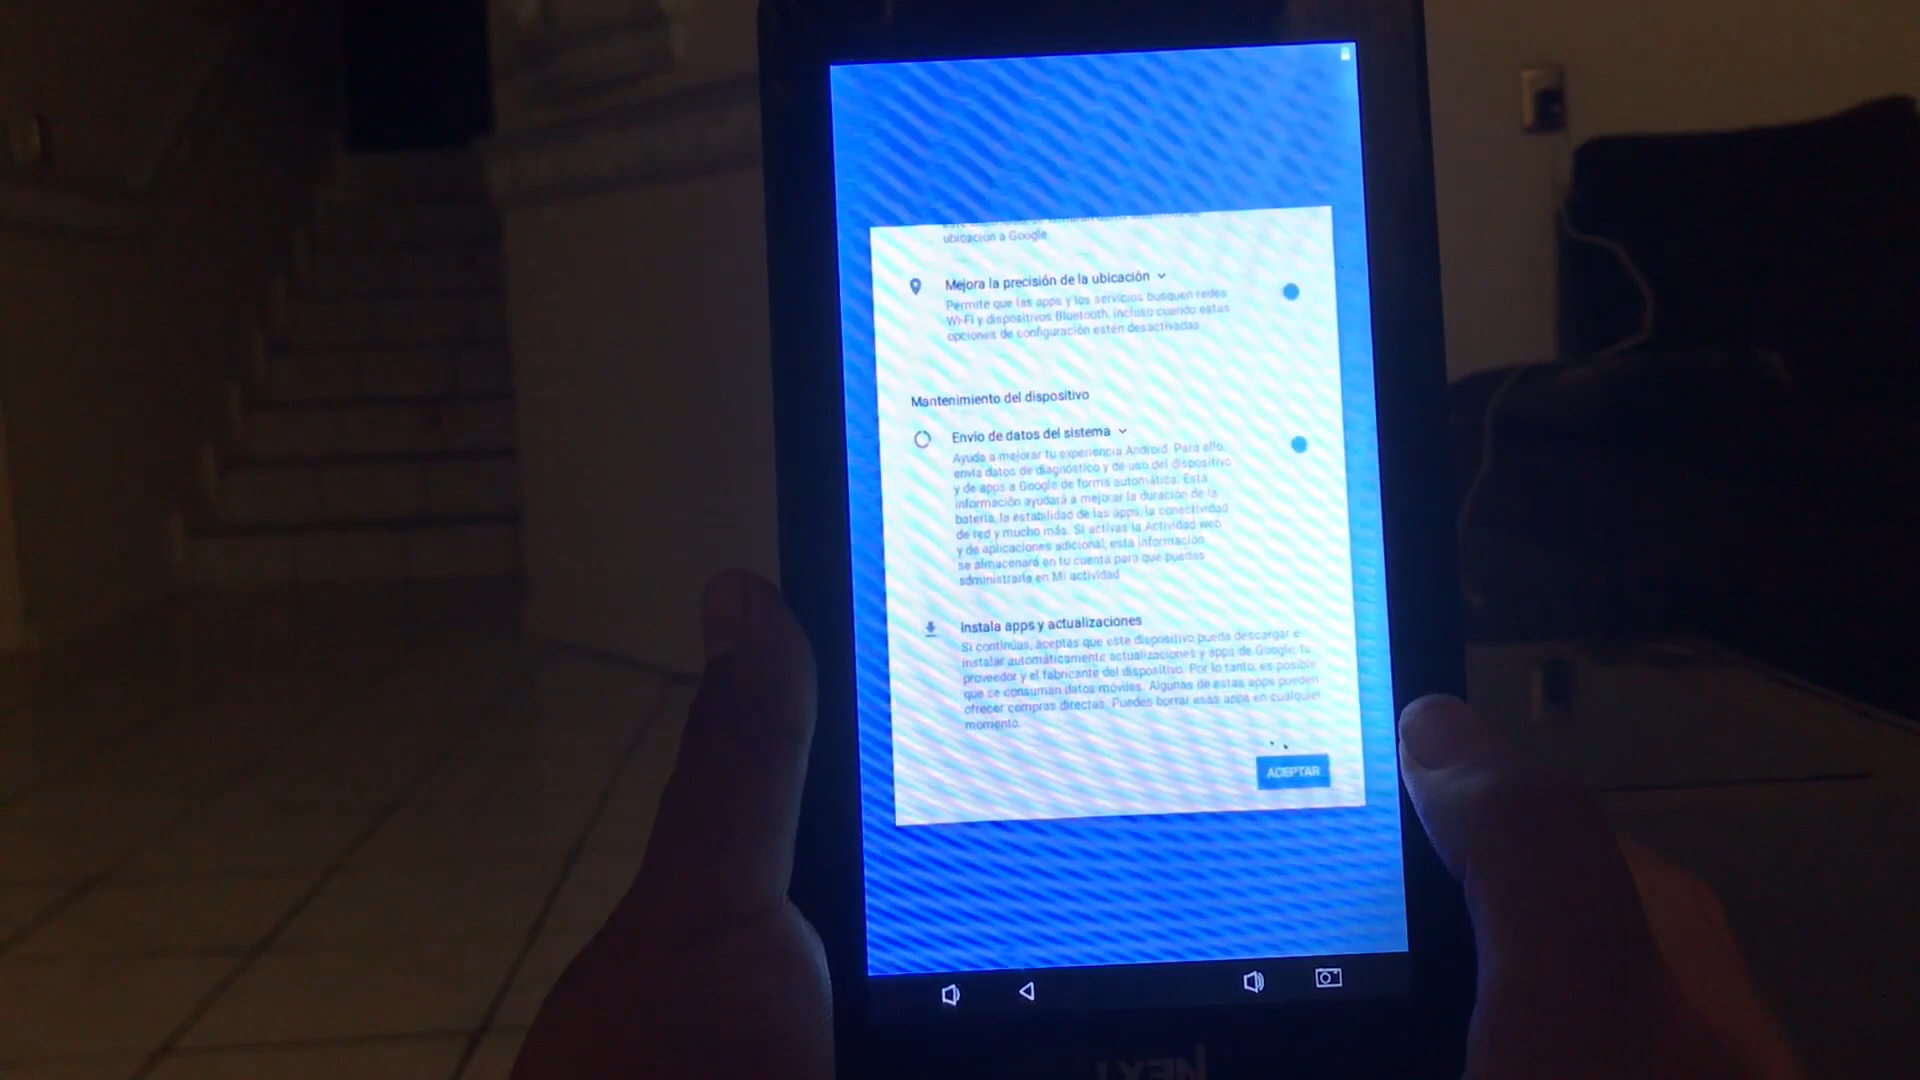 ubicación a Google
Mejora la precisión de la ubicación
Permite que las apps y los servicios busquen redes
Wi-Fi y dispositivos Bluetooth, incluso cuando estas
opciones de configuración estén desactivadas
Mantenimiento del dispositivo
Envío de datos del sistema
Ayuda a mejorar tu experiencia Android. Para ello,
envía datos de diagnóstico y de uso del dispositivo
y de apps a Google de forma automática. Esta
información ayudará a mejorar la duración de la
batería, la estabilidad de las apps, la conectividad
de red y mucho más. Si activas la Actividad web
y de aplicaciones adicional, esta información
se almacenará en tu cuenta para que puedas
administrarla en Mi actividad
Instala apps y actualizaciones
Si continúas, aceptas que este dispositivo pueda descargar e
instalar automáticamente actualizaciones y apps de Google, tu
proveedor y el fabricante del dispositivo. Por lo tanto, es posible
que se consuman datos móviles. Algunas de estas apps pueden
ofrecer compras directas. Puedes borrar esas apps en cualquier
momento.
ACEPTAR